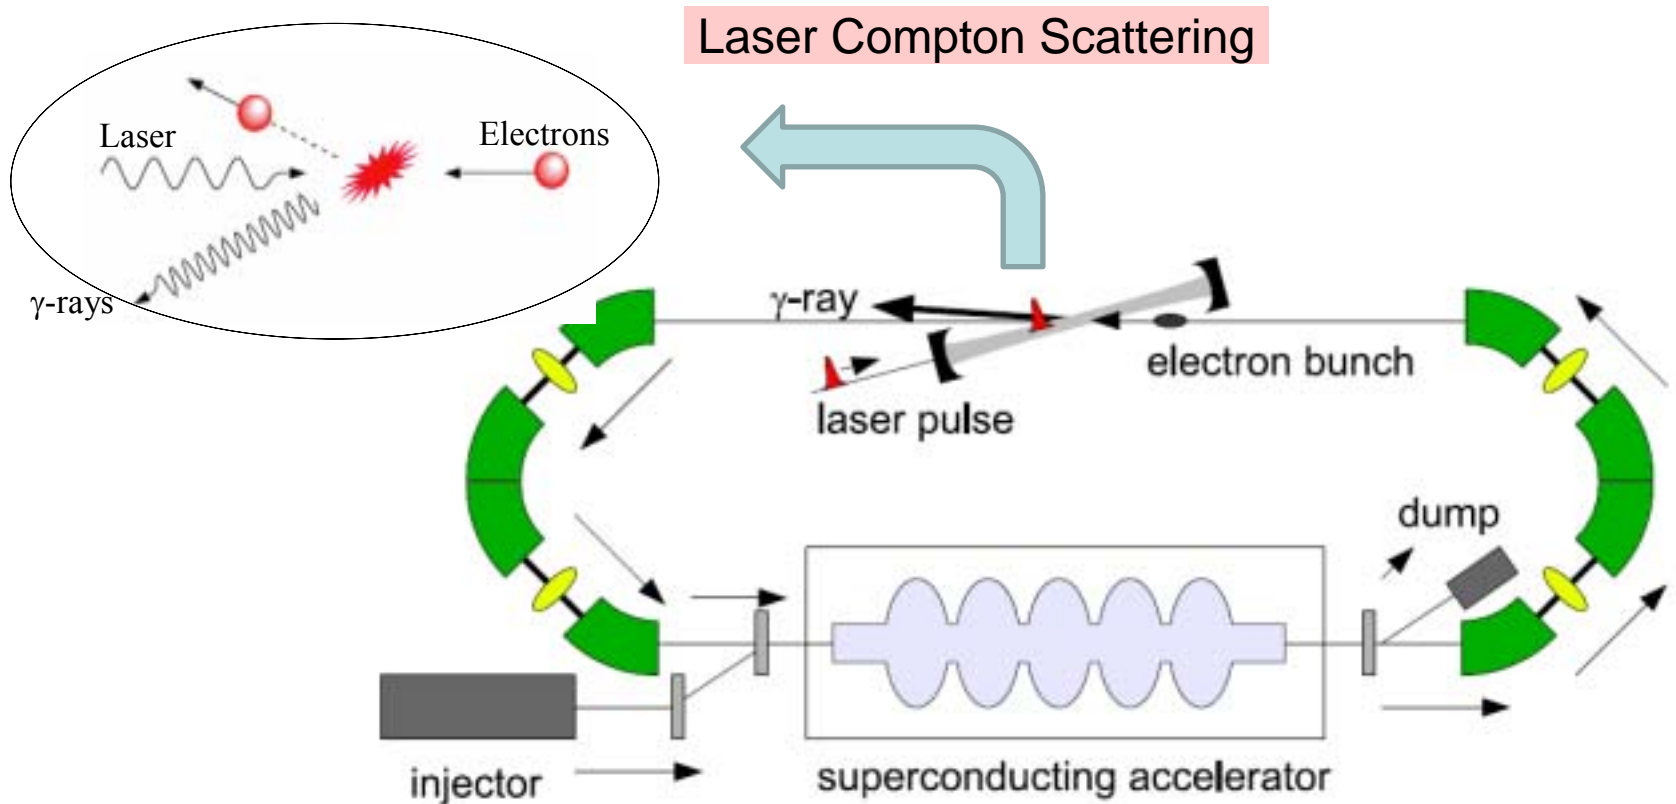 Laser Compton Scattering
Laser
Electrons
γ-rays
γ-ray
electron bunch
laser pulse
dump
injector
superconducting accelerator